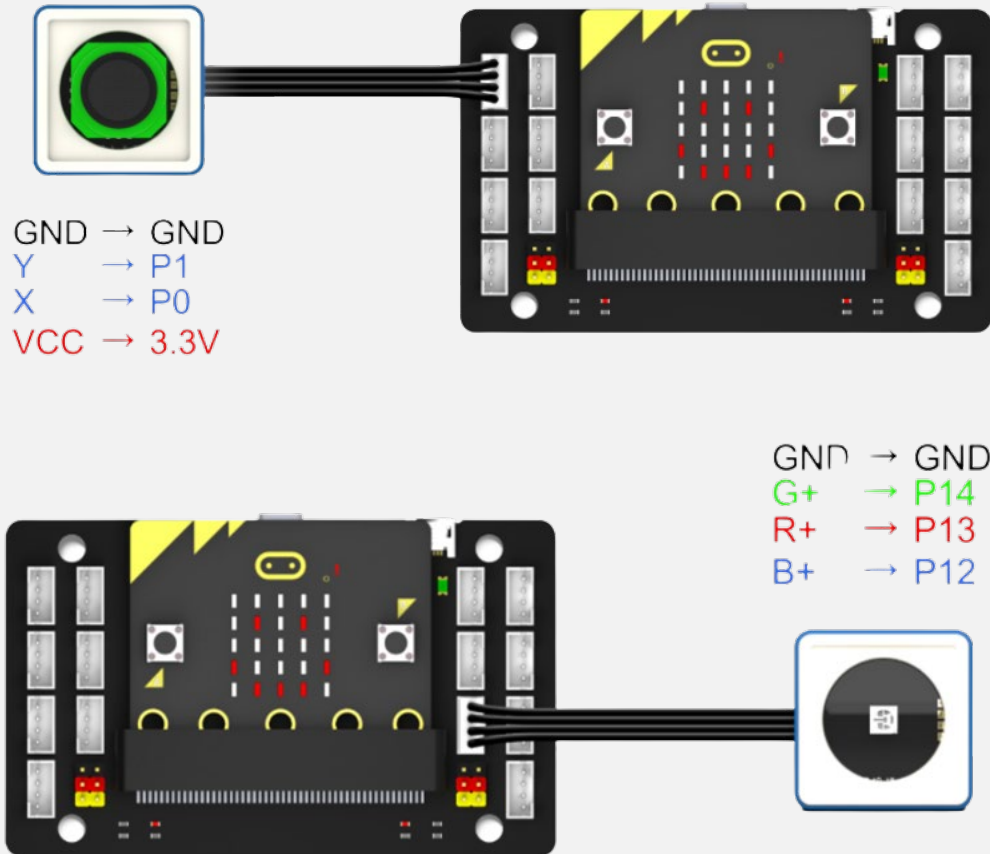 GND → GND
Y → P1
X → P0
VCC → 3.3V
GND → GND
G+ → P14
R+ → P13
B+ → P12